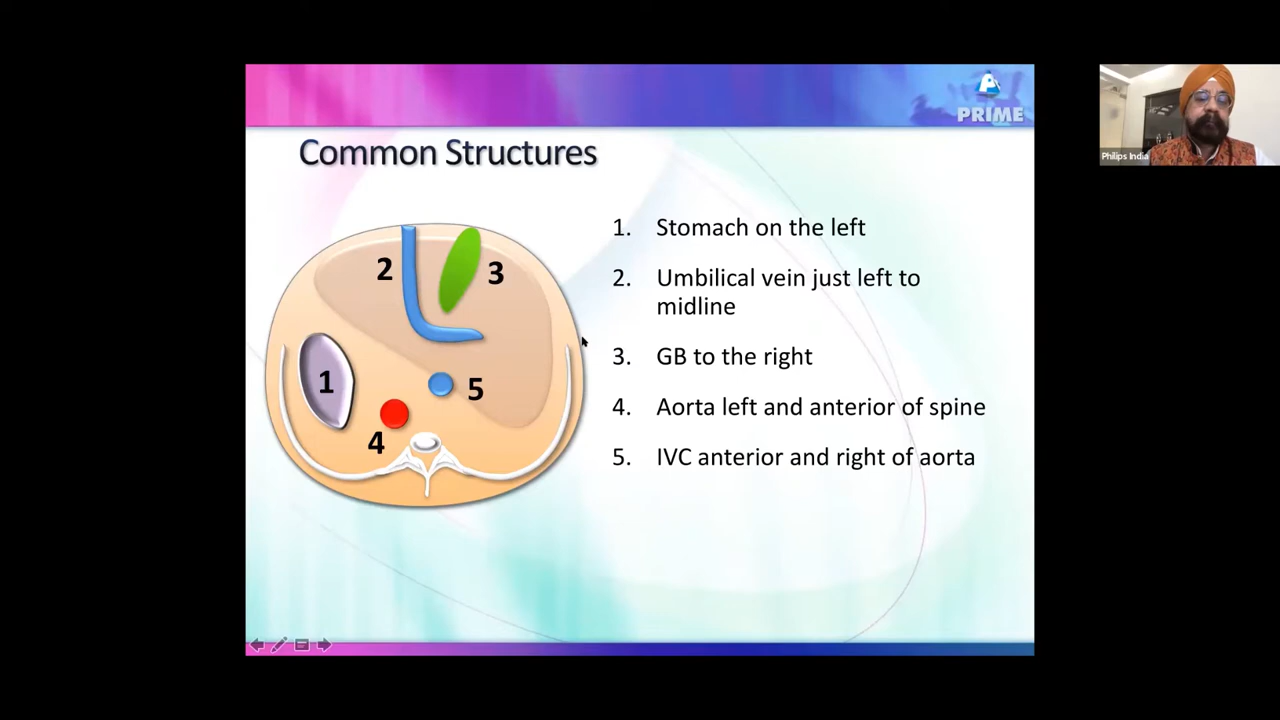 PRIME
Common Structures
Philips India
2
3
1
5
4
1. Stomach on the left
2. Umbilical vein just left to
midline
3. GB to the right
4. Aorta left and anterior of spine
5. IVC anterior and right of aorta